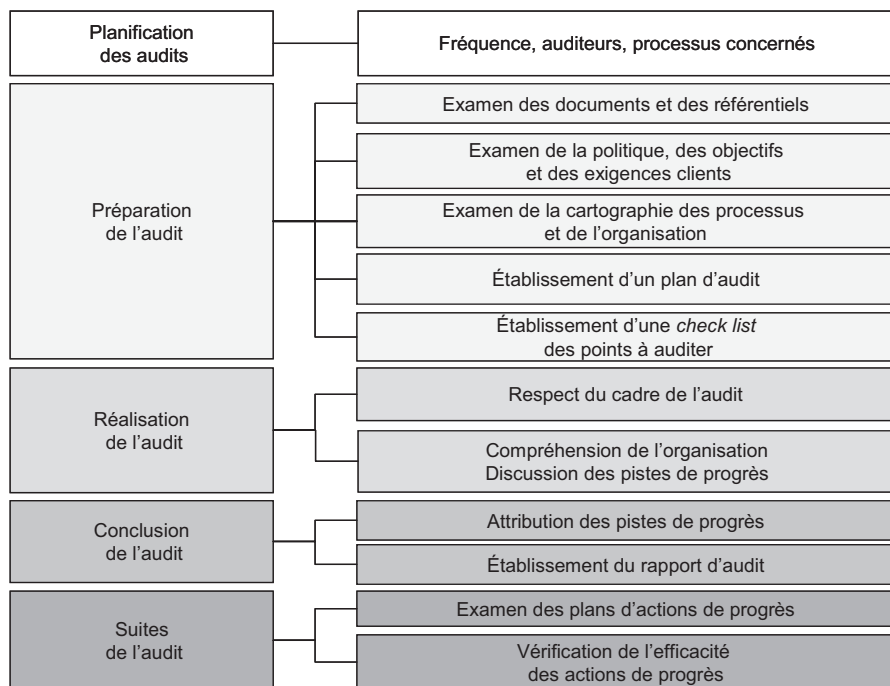 Planification
des audits
Fréquence, auditeurs, processus concernés
Préparation
de l’audit
Examen des documents et des référentiels
Examen de la politique, des objectifs
et des exigences clients
Examen de la cartographie des processus
et de l’organisation
Établissement d’un plan d’audit
Établissement d’une check list
des points à auditer
Réalisation
de l’audit
Respect du cadre de l’audit
Compréhension de l’organisation
Discussion des pistes de progrès
Conclusion
de l’audit
Attribution des pistes de progrès
Établissement du rapport d’audit
Suites
de l’audit
Examen des plans d’actions de progrès
Vérification de l’efficacité
des actions de progrès